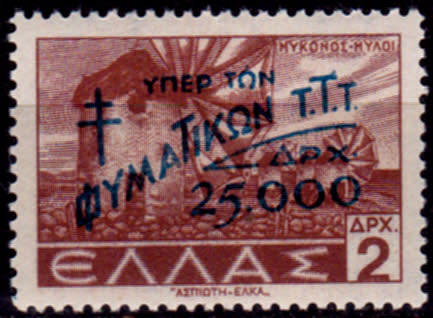 ΜΥΚΟΝΟΣ-ΜΥΛΟΙ
ΥΠΕΡ ΤΩΝ
ΦΥΜΑΤΙΚΩΝ Τ.Τ.Τ.
ΔΡΧ.
25.000
ΔΡΧ.
2
ΕΛΛΑΣ
"ΑΣΠΙΩΤΗ-ΕΛΚΑ"